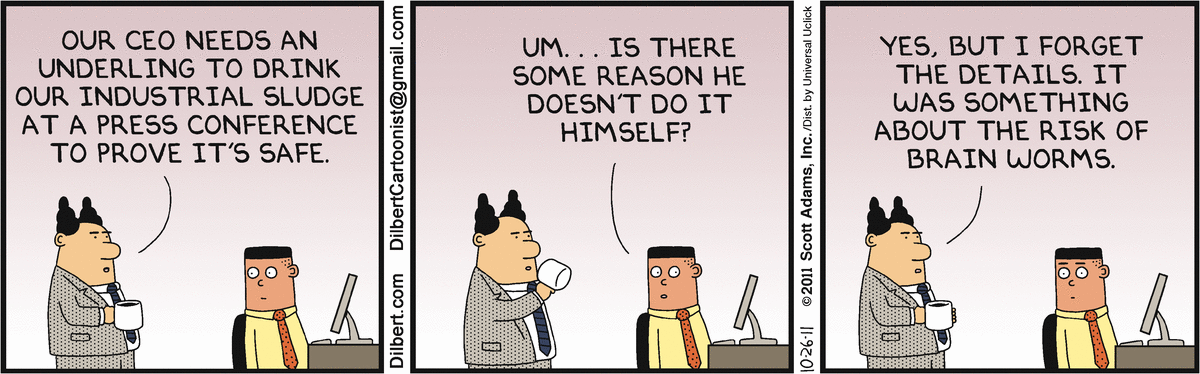 OUR CEO NEEDS AN
UNDERLING TO DRINK
OUR INDUSTRIAL SLUDGE
AT A PRESS CONFERENCE
TO PROVE IT'S SAFE.
Dilbert.com DilbertCartoonist@gmail.com
UM. . . IS THERE
SOME REASON HE
DOESN'T DO IT
HIMSELF?
10-26-11 ©2011 Scott Adams, Inc. /Dist. by Universal Uclick
YES, BUT I FORGET
THE DETAILS. IT
WAS SOMETHING
ABOUT THE RISK OF
BRAIN WORMS.